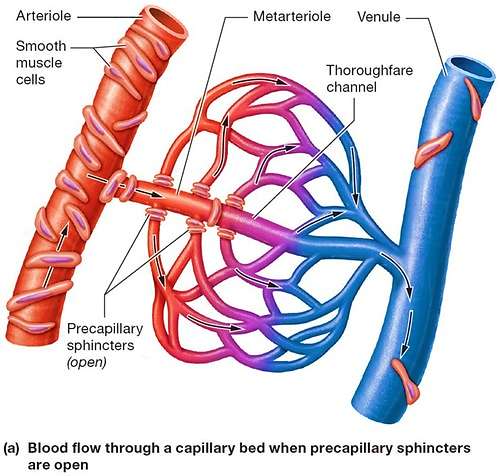 Arteriole
Metarteriole
Venule
Smooth
muscle
cells
Thoroughfare
channel
Precapillary
sphincters
(open)
(a) Blood flow through a capillary bed when precapillary sphincters
are open